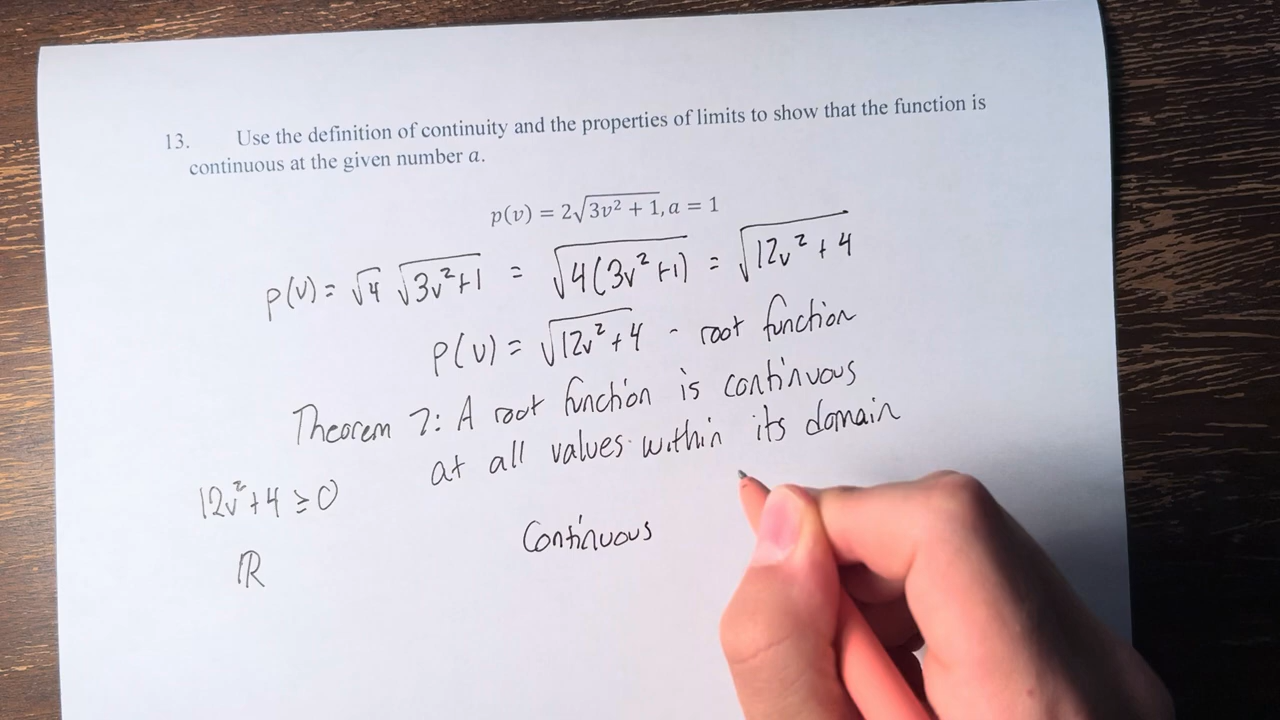 13. Use the definition of continuity and the properties of limits to show that the function is
continuous at the given number a.
p(v) = 2√(3v² + 1), a = 1
p(v) = √4 √(3v²+1) = √(4(3v²+1)) = √(12v² + 4)
p(v) = √(12v² + 4) - root function
Theorem 7: A root function is continuous
at all values within its domain
12v² + 4 ≥ 0
Continuous
ℝ